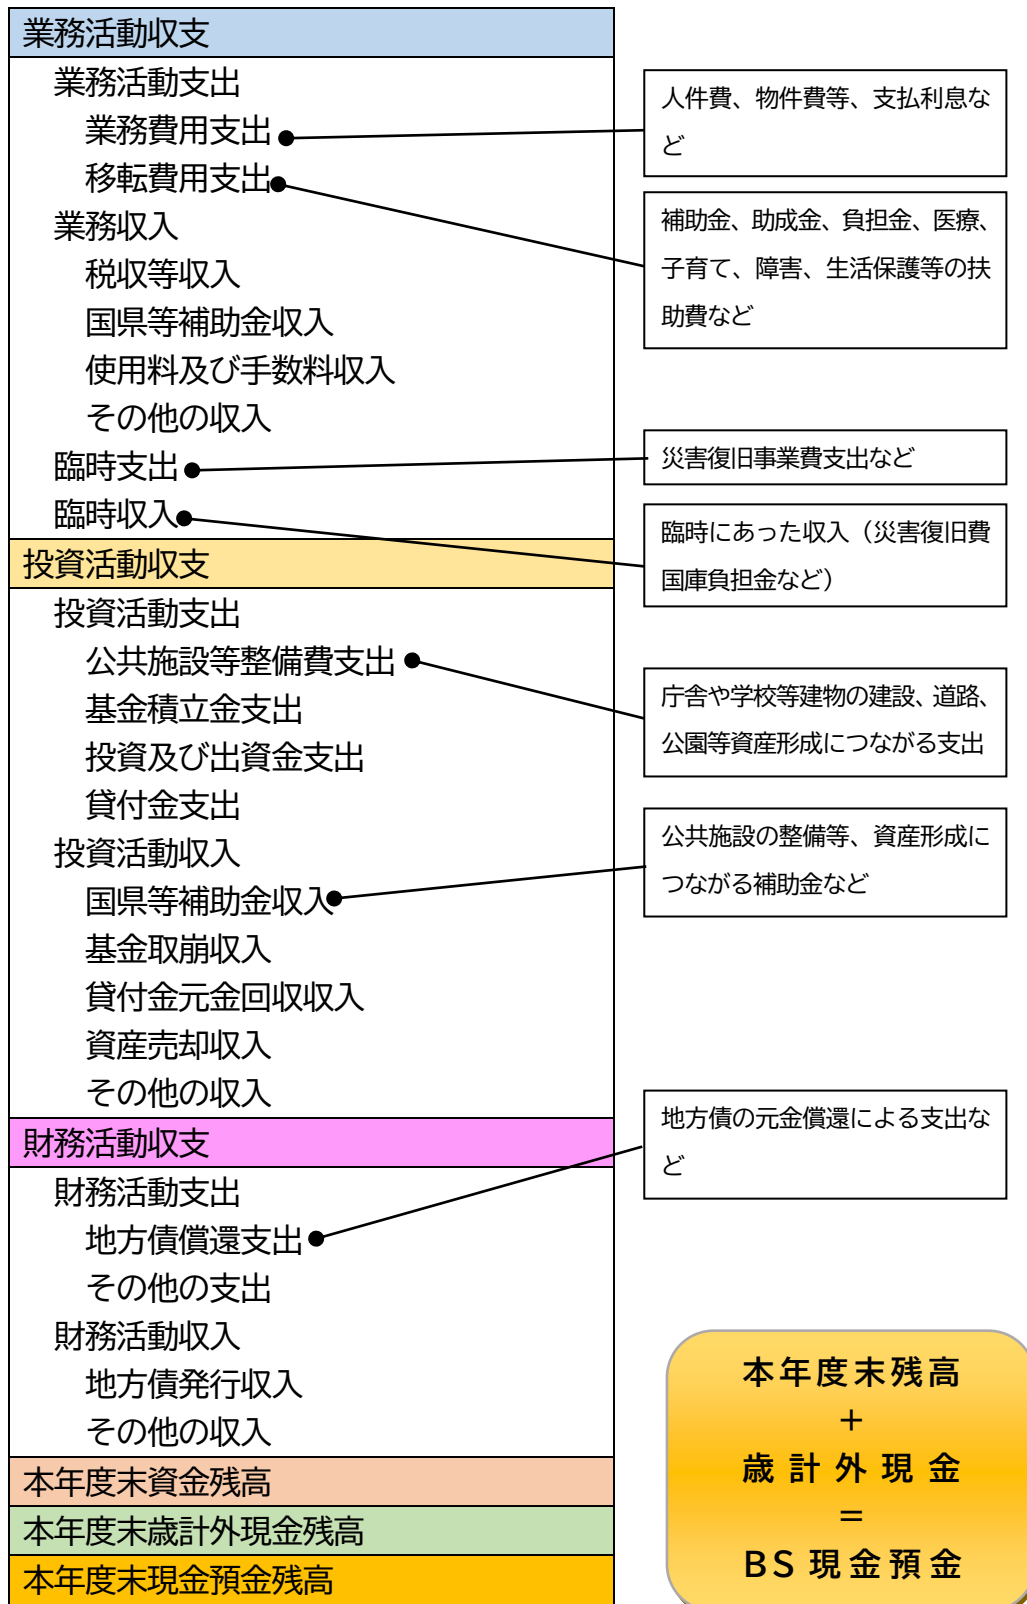 業務活動収支
業務活動支出
業務費用支出
移転費用支出
業務収入
税収等収入
国県等補助金収入
使用料及び手数料収入
その他の収入
臨時支出
臨時収入
投資活動収支
投資活動支出
公共施設等整備費支出
基金積立金支出
投資及び出資金支出
貸付金支出
投資活動収入
国県等補助金収入
基金取崩収入
貸付金元金回収収入
資産売却収入
その他の収入
財務活動収支
財務活動支出
地方債償還支出
その他の支出
財務活動収入
地方債発行収入
その他の収入
本年度末資金残高
本年度末歳計外現金残高
本年度末現金預金残高
人件費、物件費等、支払利息な
ど
補助金、助成金、負担金、医療、
子育て、障害、生活保護等の扶
助費など
災害復旧事業費支出など
臨時にあった収入（災害復旧費
国庫負担金など）
庁舎や学校等建物の建設、道路、
公園等資産形成につながる支出
公共施設の整備等、資産形成に
つながる補助金など
地方債の元金償還による支出な
ど
本年度末残高
＋
歳計外現金
＝
BS 現金預金